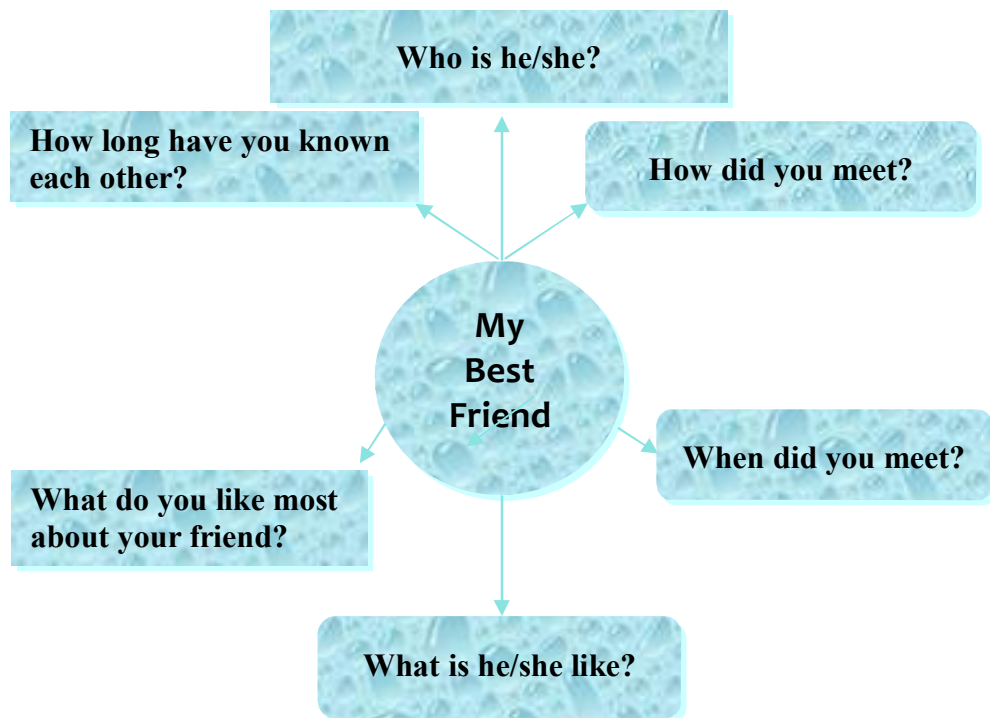 Who is he/she?
How long have you known
each other?
How did you meet?
My
Best
Friend
When did you meet?
What do you like most
about your friend?
What is he/she like?